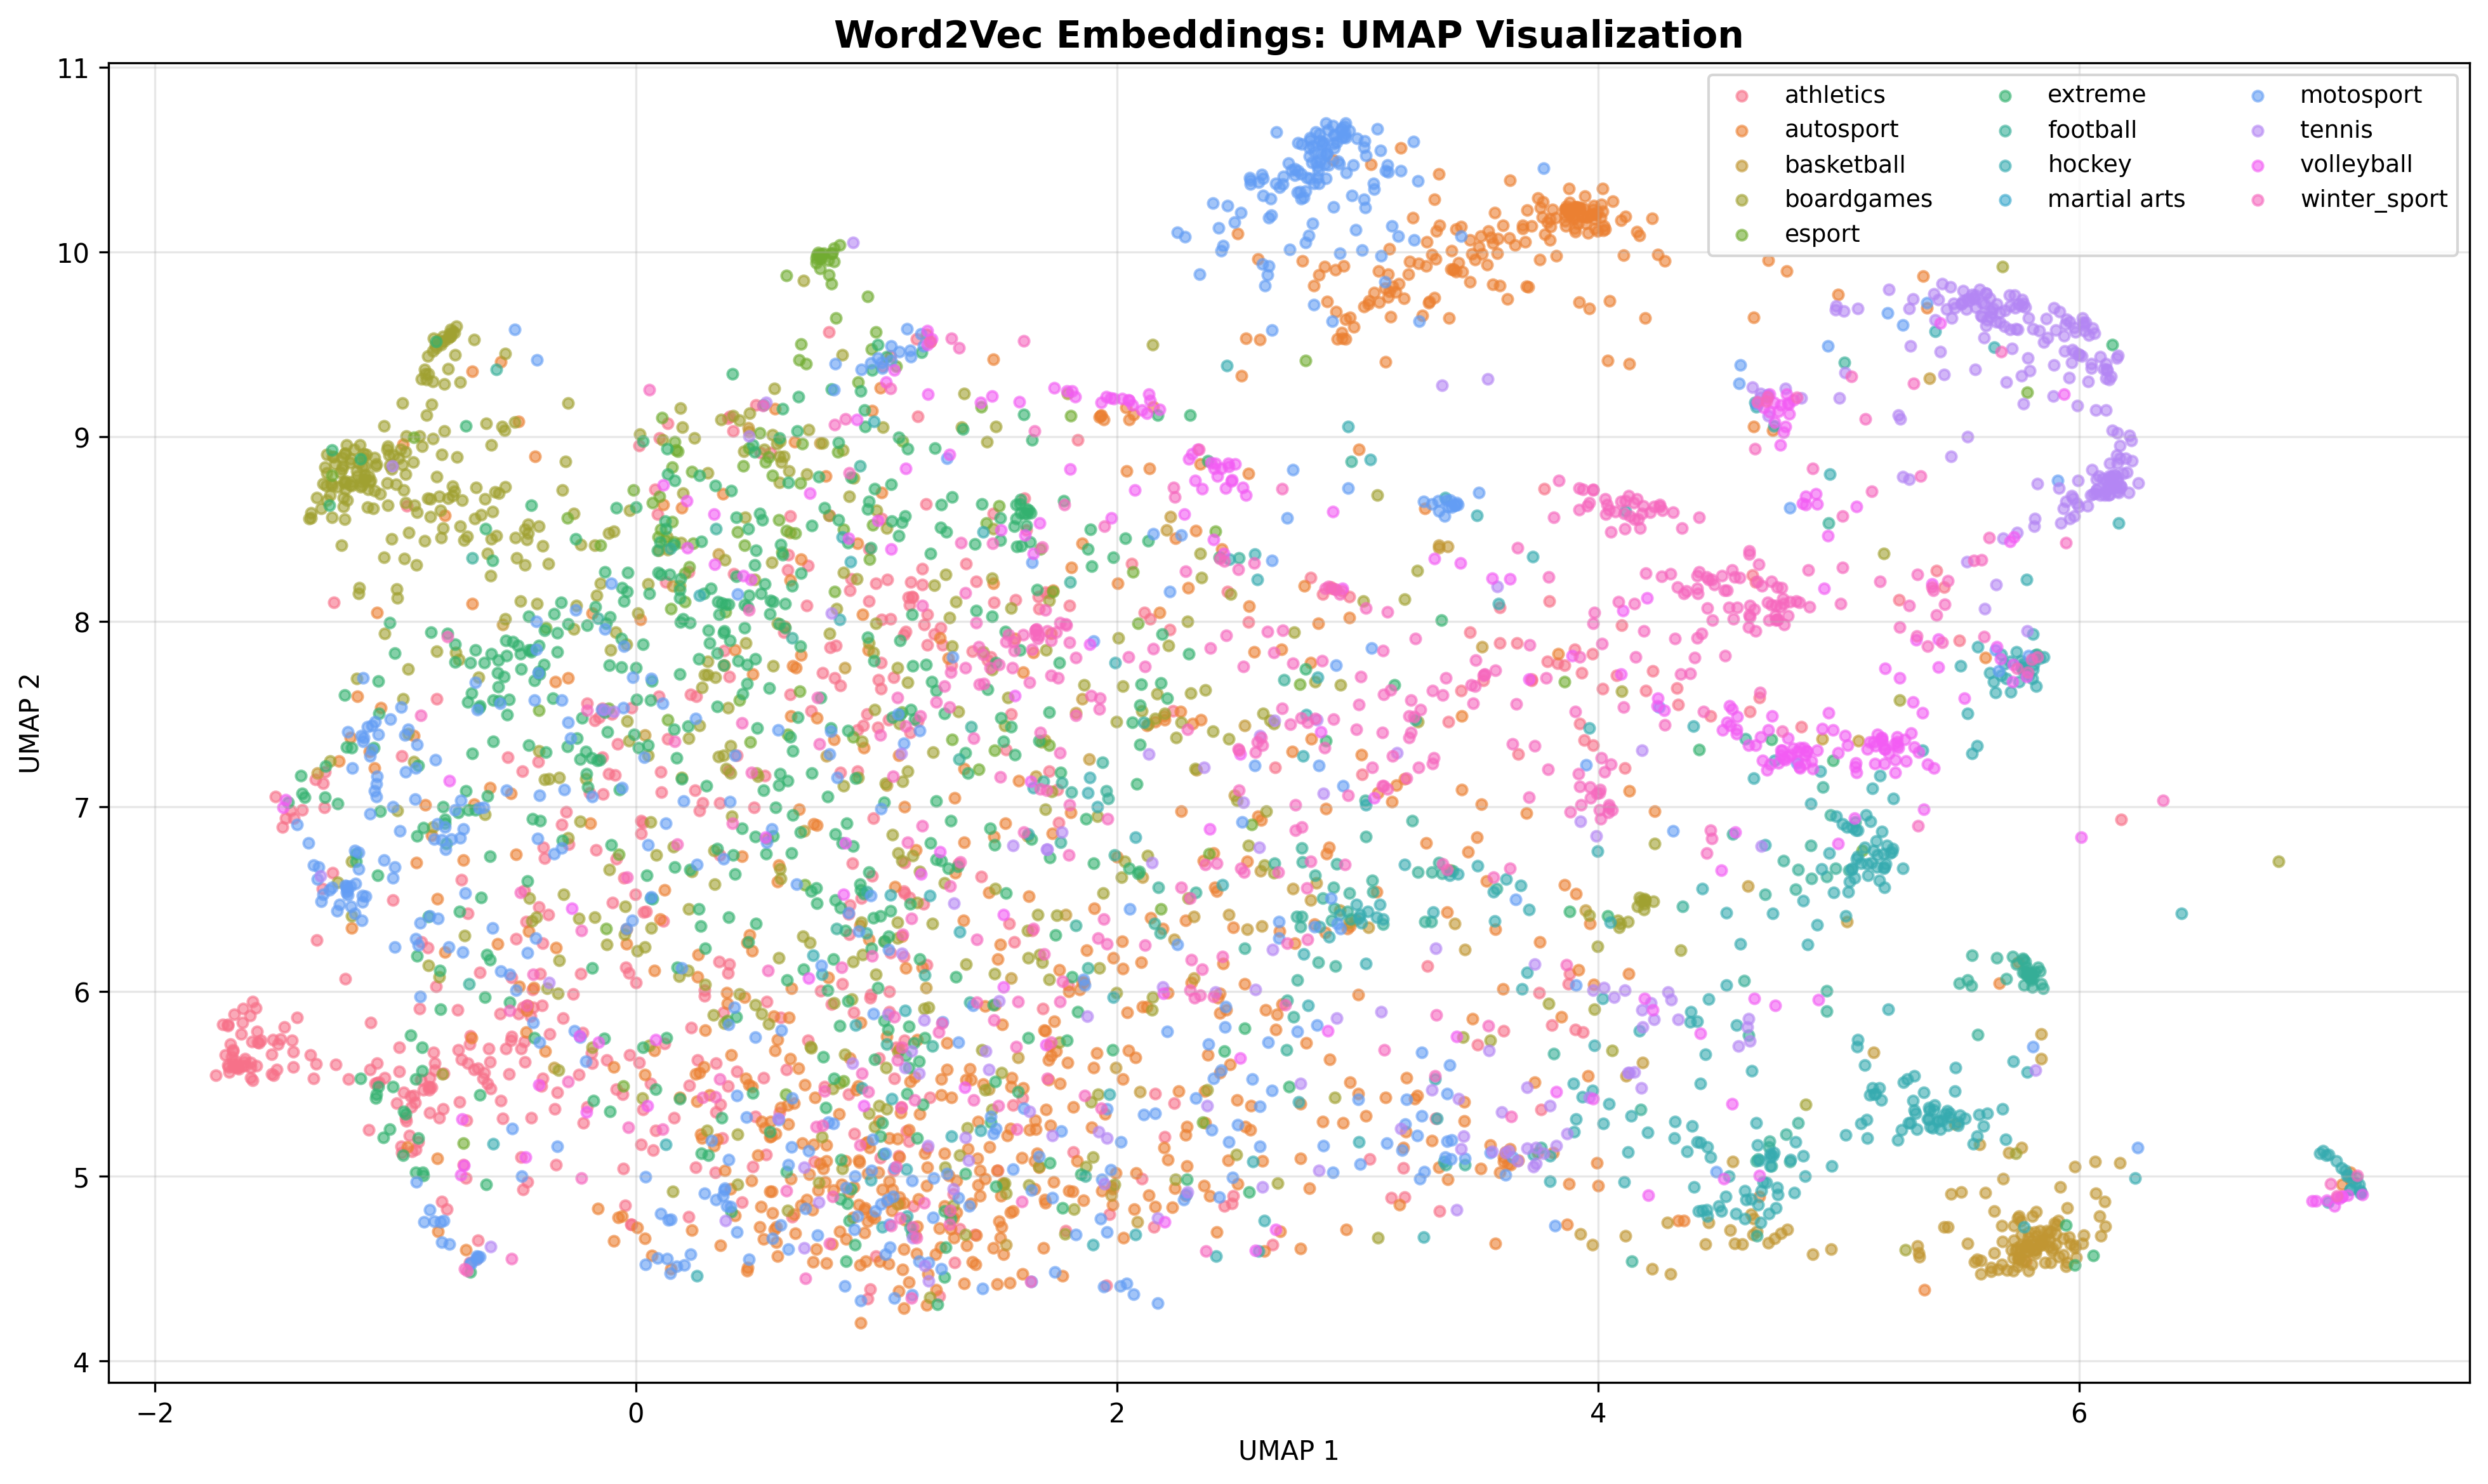 Word2Vec Embeddings: UMAP Visualization
11
10
9
8
7
6
5
4
UMAP 2
athletics
autosport
basketball
boardgames
esport
extreme
football
hockey
martial arts
motosport
tennis
volleyball
winter_sport
−2
0
2
4
6
UMAP 1